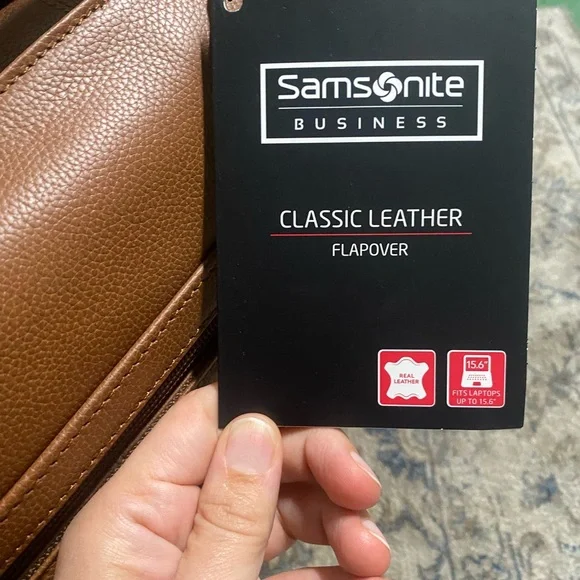 Samsonite
BUSINESS
CLASSIC LEATHER
FLAPOVER
REAL
LEATHER
15.6"
FITS LAPTOPS
UP TO 15.6"